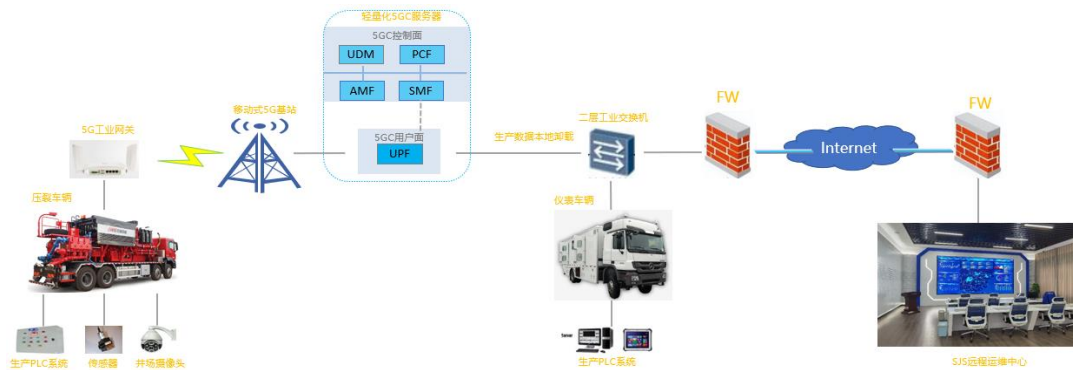 轻量化5GC服务器
5GC控制面
UDM
PCF
AMF
SMF
移动式5G基站
5G工业网关
5GC用户面
UPF
生产数据本地卸载
二层工业交换机
FW
Internet
FW
压裂车辆
仪表车辆
生产PLC系统
传感器
井场摄像头
生产PLC系统
SJS远程运维中心